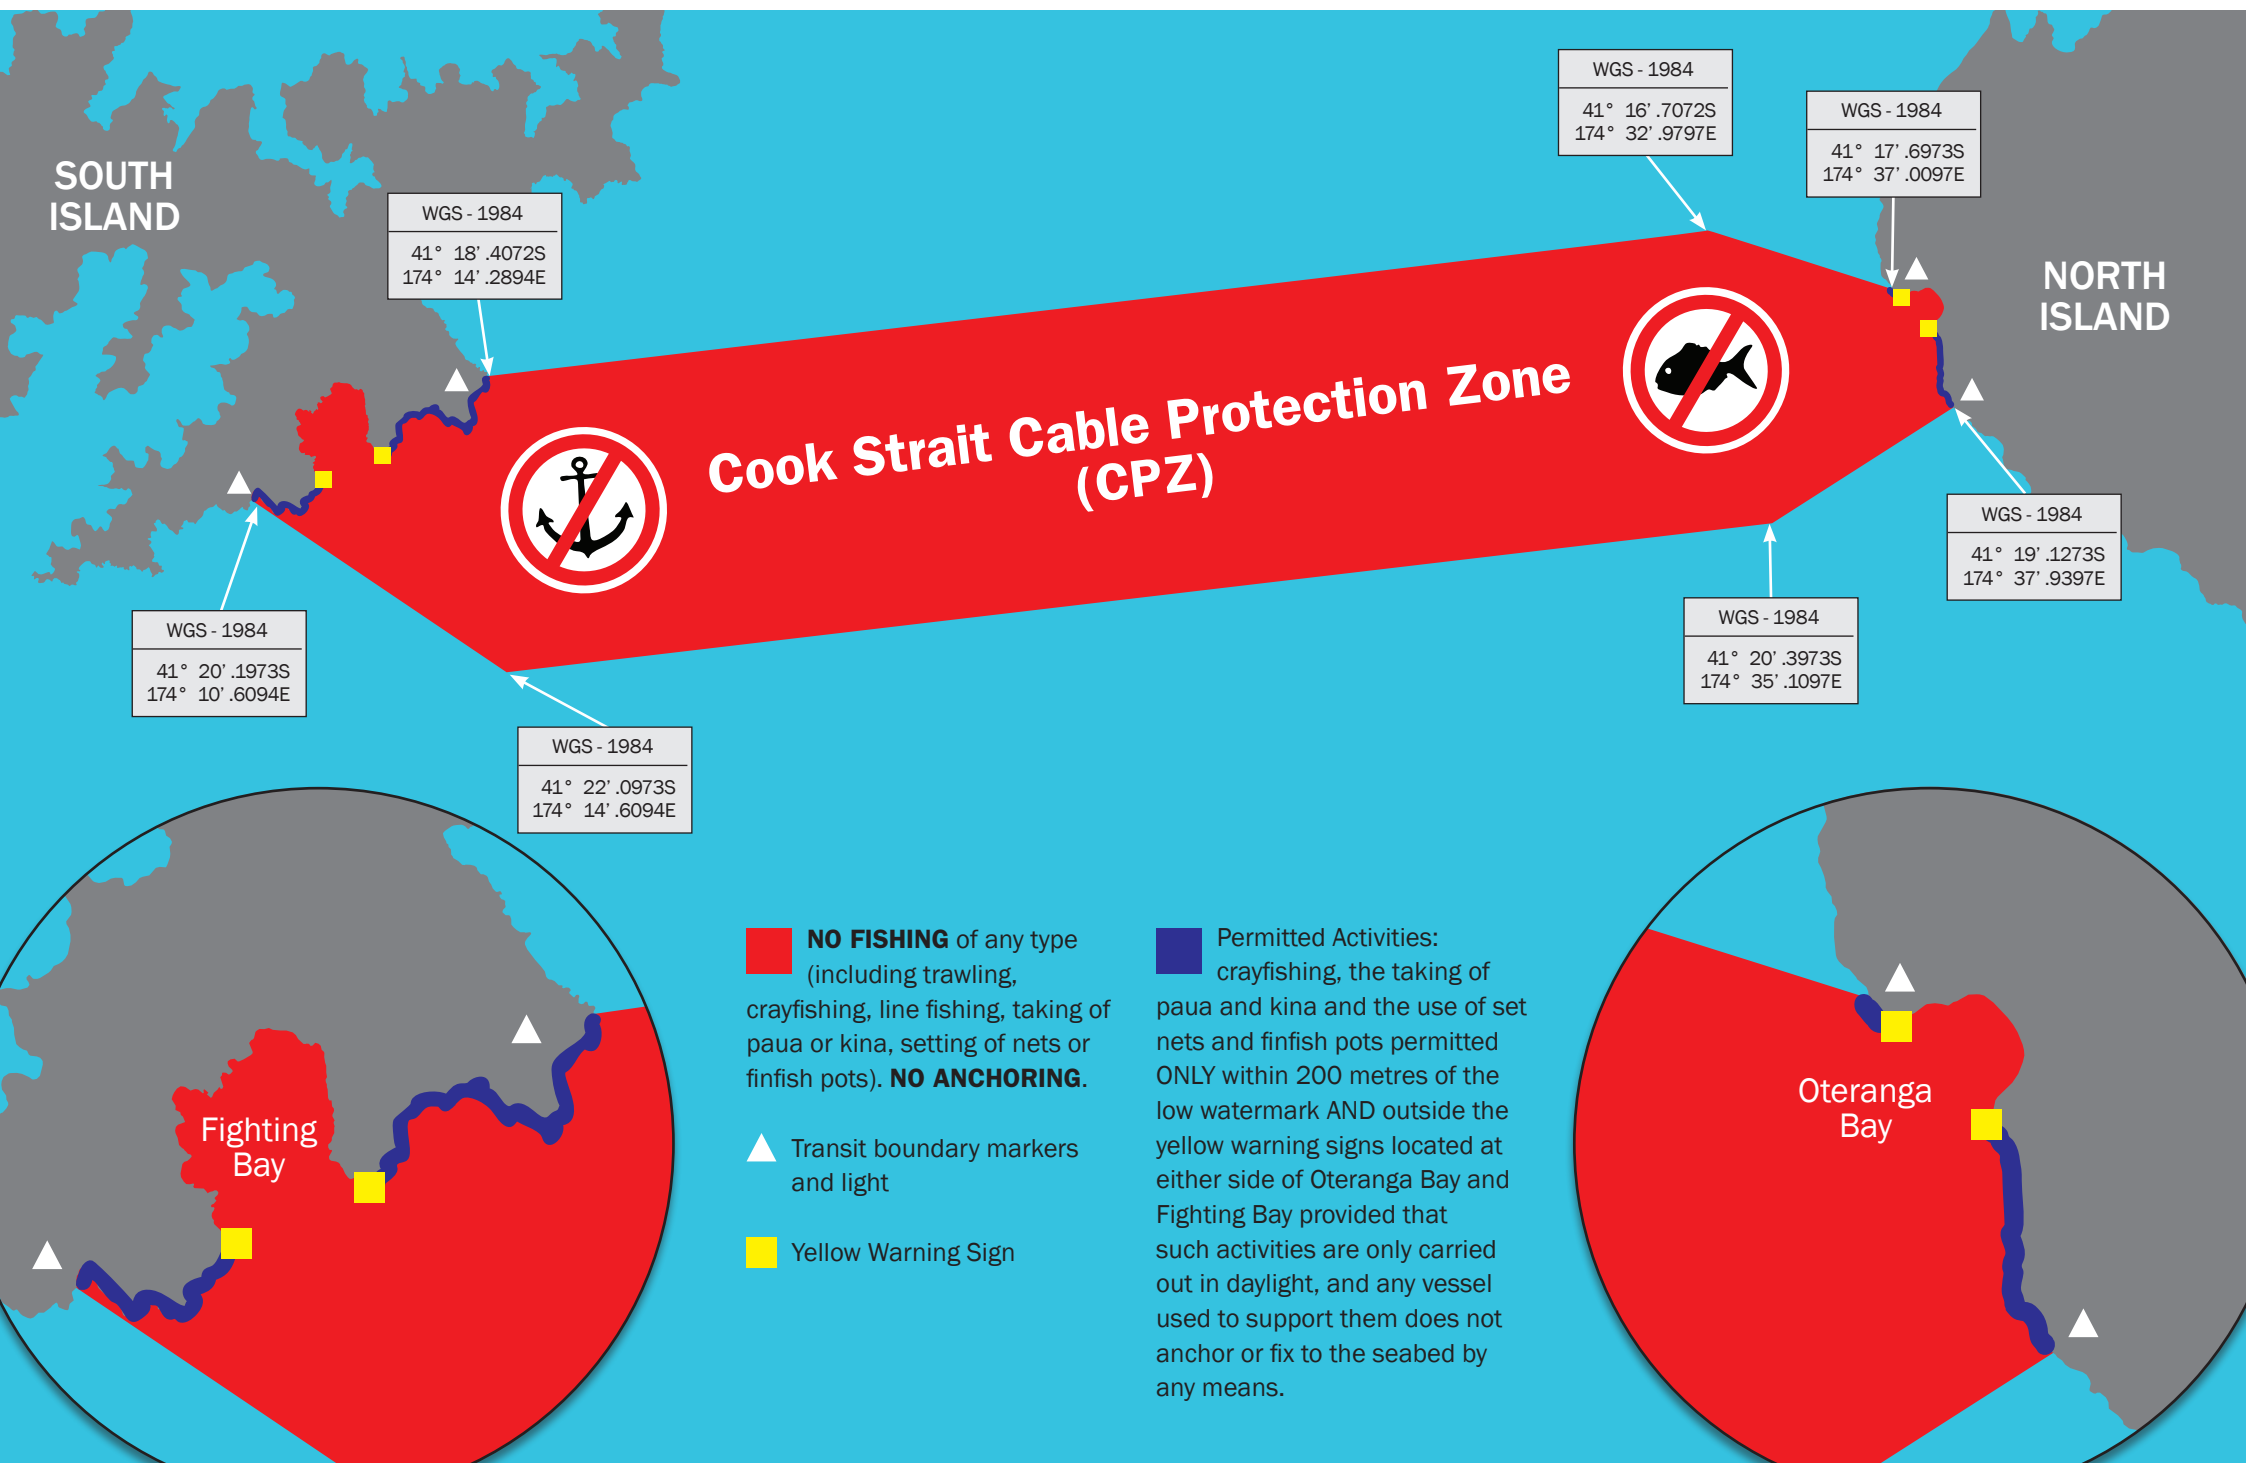 SOUTH
ISLAND
WGS - 1984
41° 18' .4072S
174° 14' .2894E
WGS - 1984
41° 16' .7072S
174° 32' .9797E
WGS - 1984
41° 17' .6973S
174° 37' .0097E
NORTH
ISLAND
Cook Strait Cable Protection Zone
(CPZ)
WGS - 1984
41° 20' .1973S
174° 10' .6094E
WGS - 1984
41° 22' .0973S
174° 14' .6094E
WGS - 1984
41° 20' .3973S
174° 35' .1097E
WGS - 1984
41° 19' .1273S
174° 37' .9397E
Fighting
Bay
NO FISHING of any type
(including trawling,
crayfishing, line fishing, taking of
paua or kina, setting of nets or
finfish pots). NO ANCHORING.
Transit boundary markers
and light
Yellow Warning Sign
Permitted Activities:
crayfishing, the taking of
paua and kina and the use of set
nets and finfish pots permitted
ONLY within 200 metres of the
low watermark AND outside the
yellow warning signs located at
either side of Oteranga Bay and
Fighting Bay provided that
such activities are only carried
out in daylight, and any vessel
used to support them does not
anchor or fix to the seabed by
any means.
Oteranga
Bay